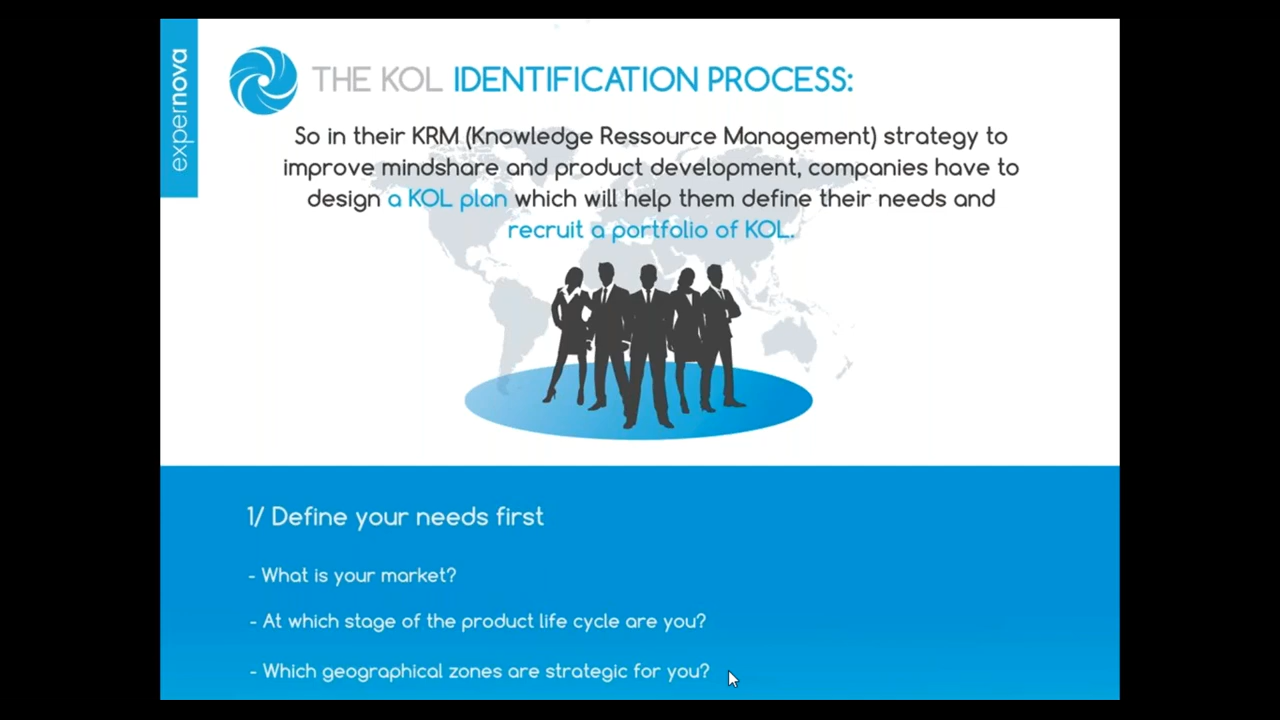 expernova
THE KOL IDENTIFICATION PROCESS:
So in their KRM (Knowledge Ressource Management) strategy to
improve mindshare and product development, companies have to
design a KOL plan which will help them define their needs and
recruit a portfolio of KOL.
1/ Define your needs first
- What is your market?
- At which stage of the product life cycle are you?
- Which geographical zones are strategic for you?